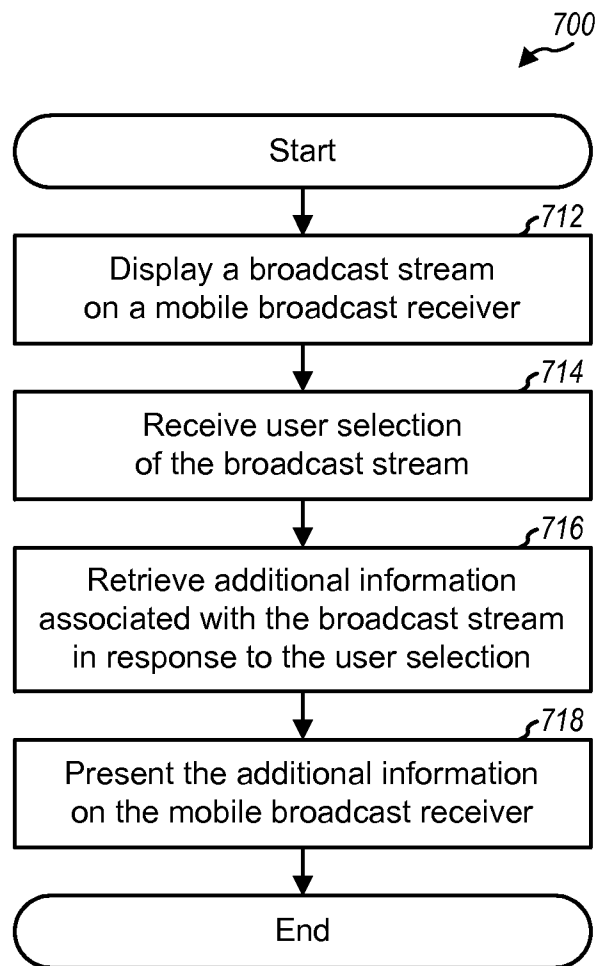 700
Start
712
Display a broadcast stream
on a mobile broadcast receiver
714
Receive user selection
of the broadcast stream
716
Retrieve additional information
associated with the broadcast stream
in response to the user selection
718
Present the additional information
on the mobile broadcast receiver
End